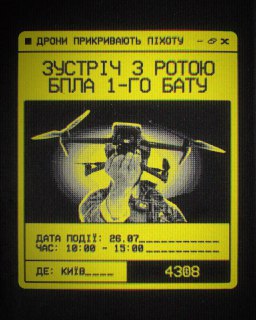 ДРОНИ ПРИКРИВАЮТЬ ПІХОТУ
ЗУСТРІЧ З РОТОЮ
БПЛА 1-ГО БАТУ
ДАТА ПОДІЇ: 26.07
ЧАС: 10:00 - 15:00
ДЕ: КИЇВ
4308